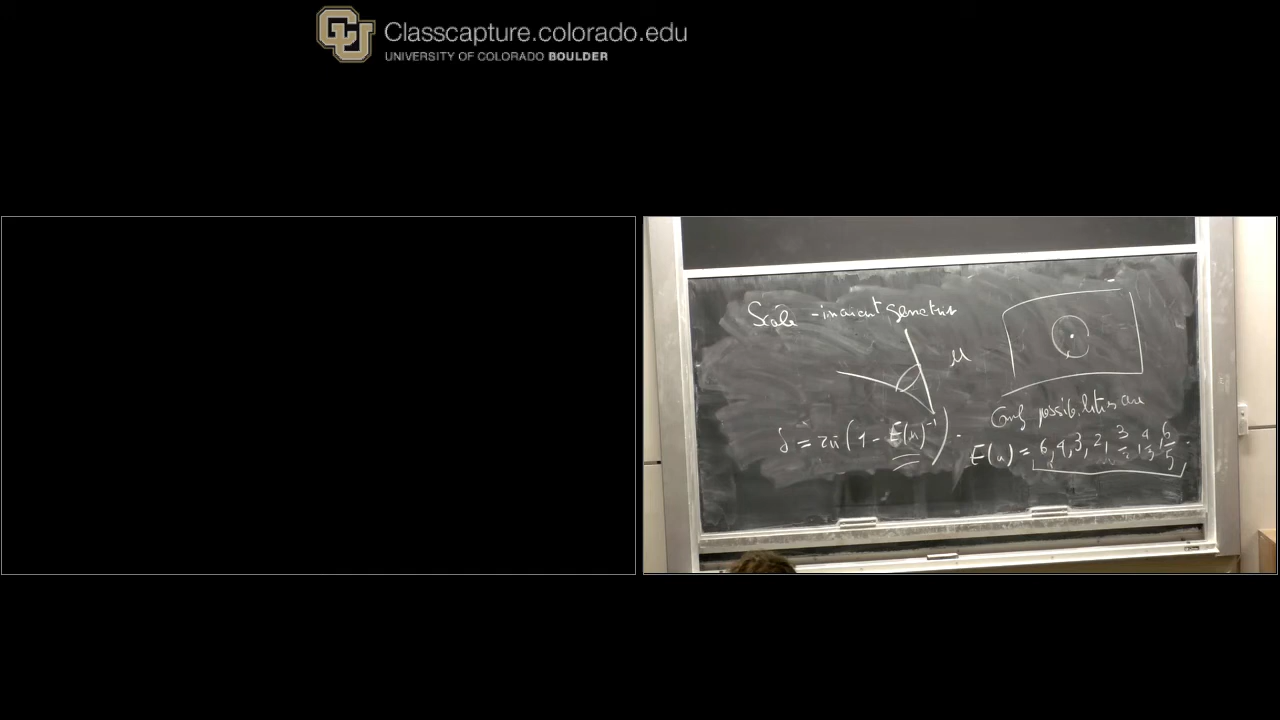 Classcapture.colorado.edu
UNIVERSITY OF COLORADO BOULDER
Scale-invariant geometries
μ
δ = 2π(1 - E(u)⁻¹).
Only possibilities are
E(u) = 6, 4, 3, 2, 3/2, 4/3, 6/5.